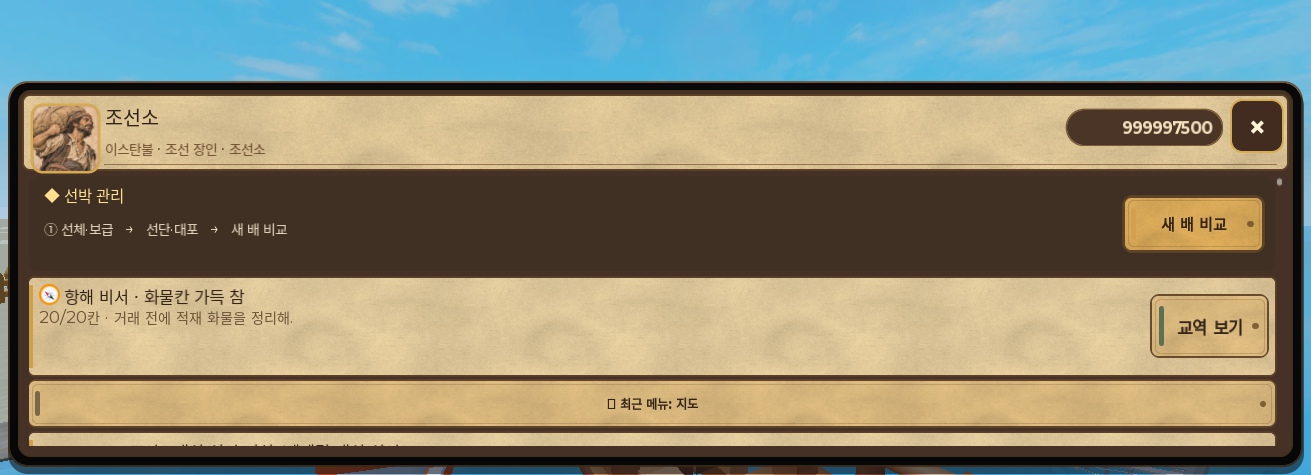 조선소
이스탄불 · 조선 장인 · 조선소
999997500
◆ 선박 관리
① 선체·보급 → 선단·대포 → 새 배 비교
새 배 비교
항해 비서 · 화물칸 가득 참
20/20칸 · 거래 전에 적재 화물을 정리해.
교역 보기
최근 메뉴: 지도